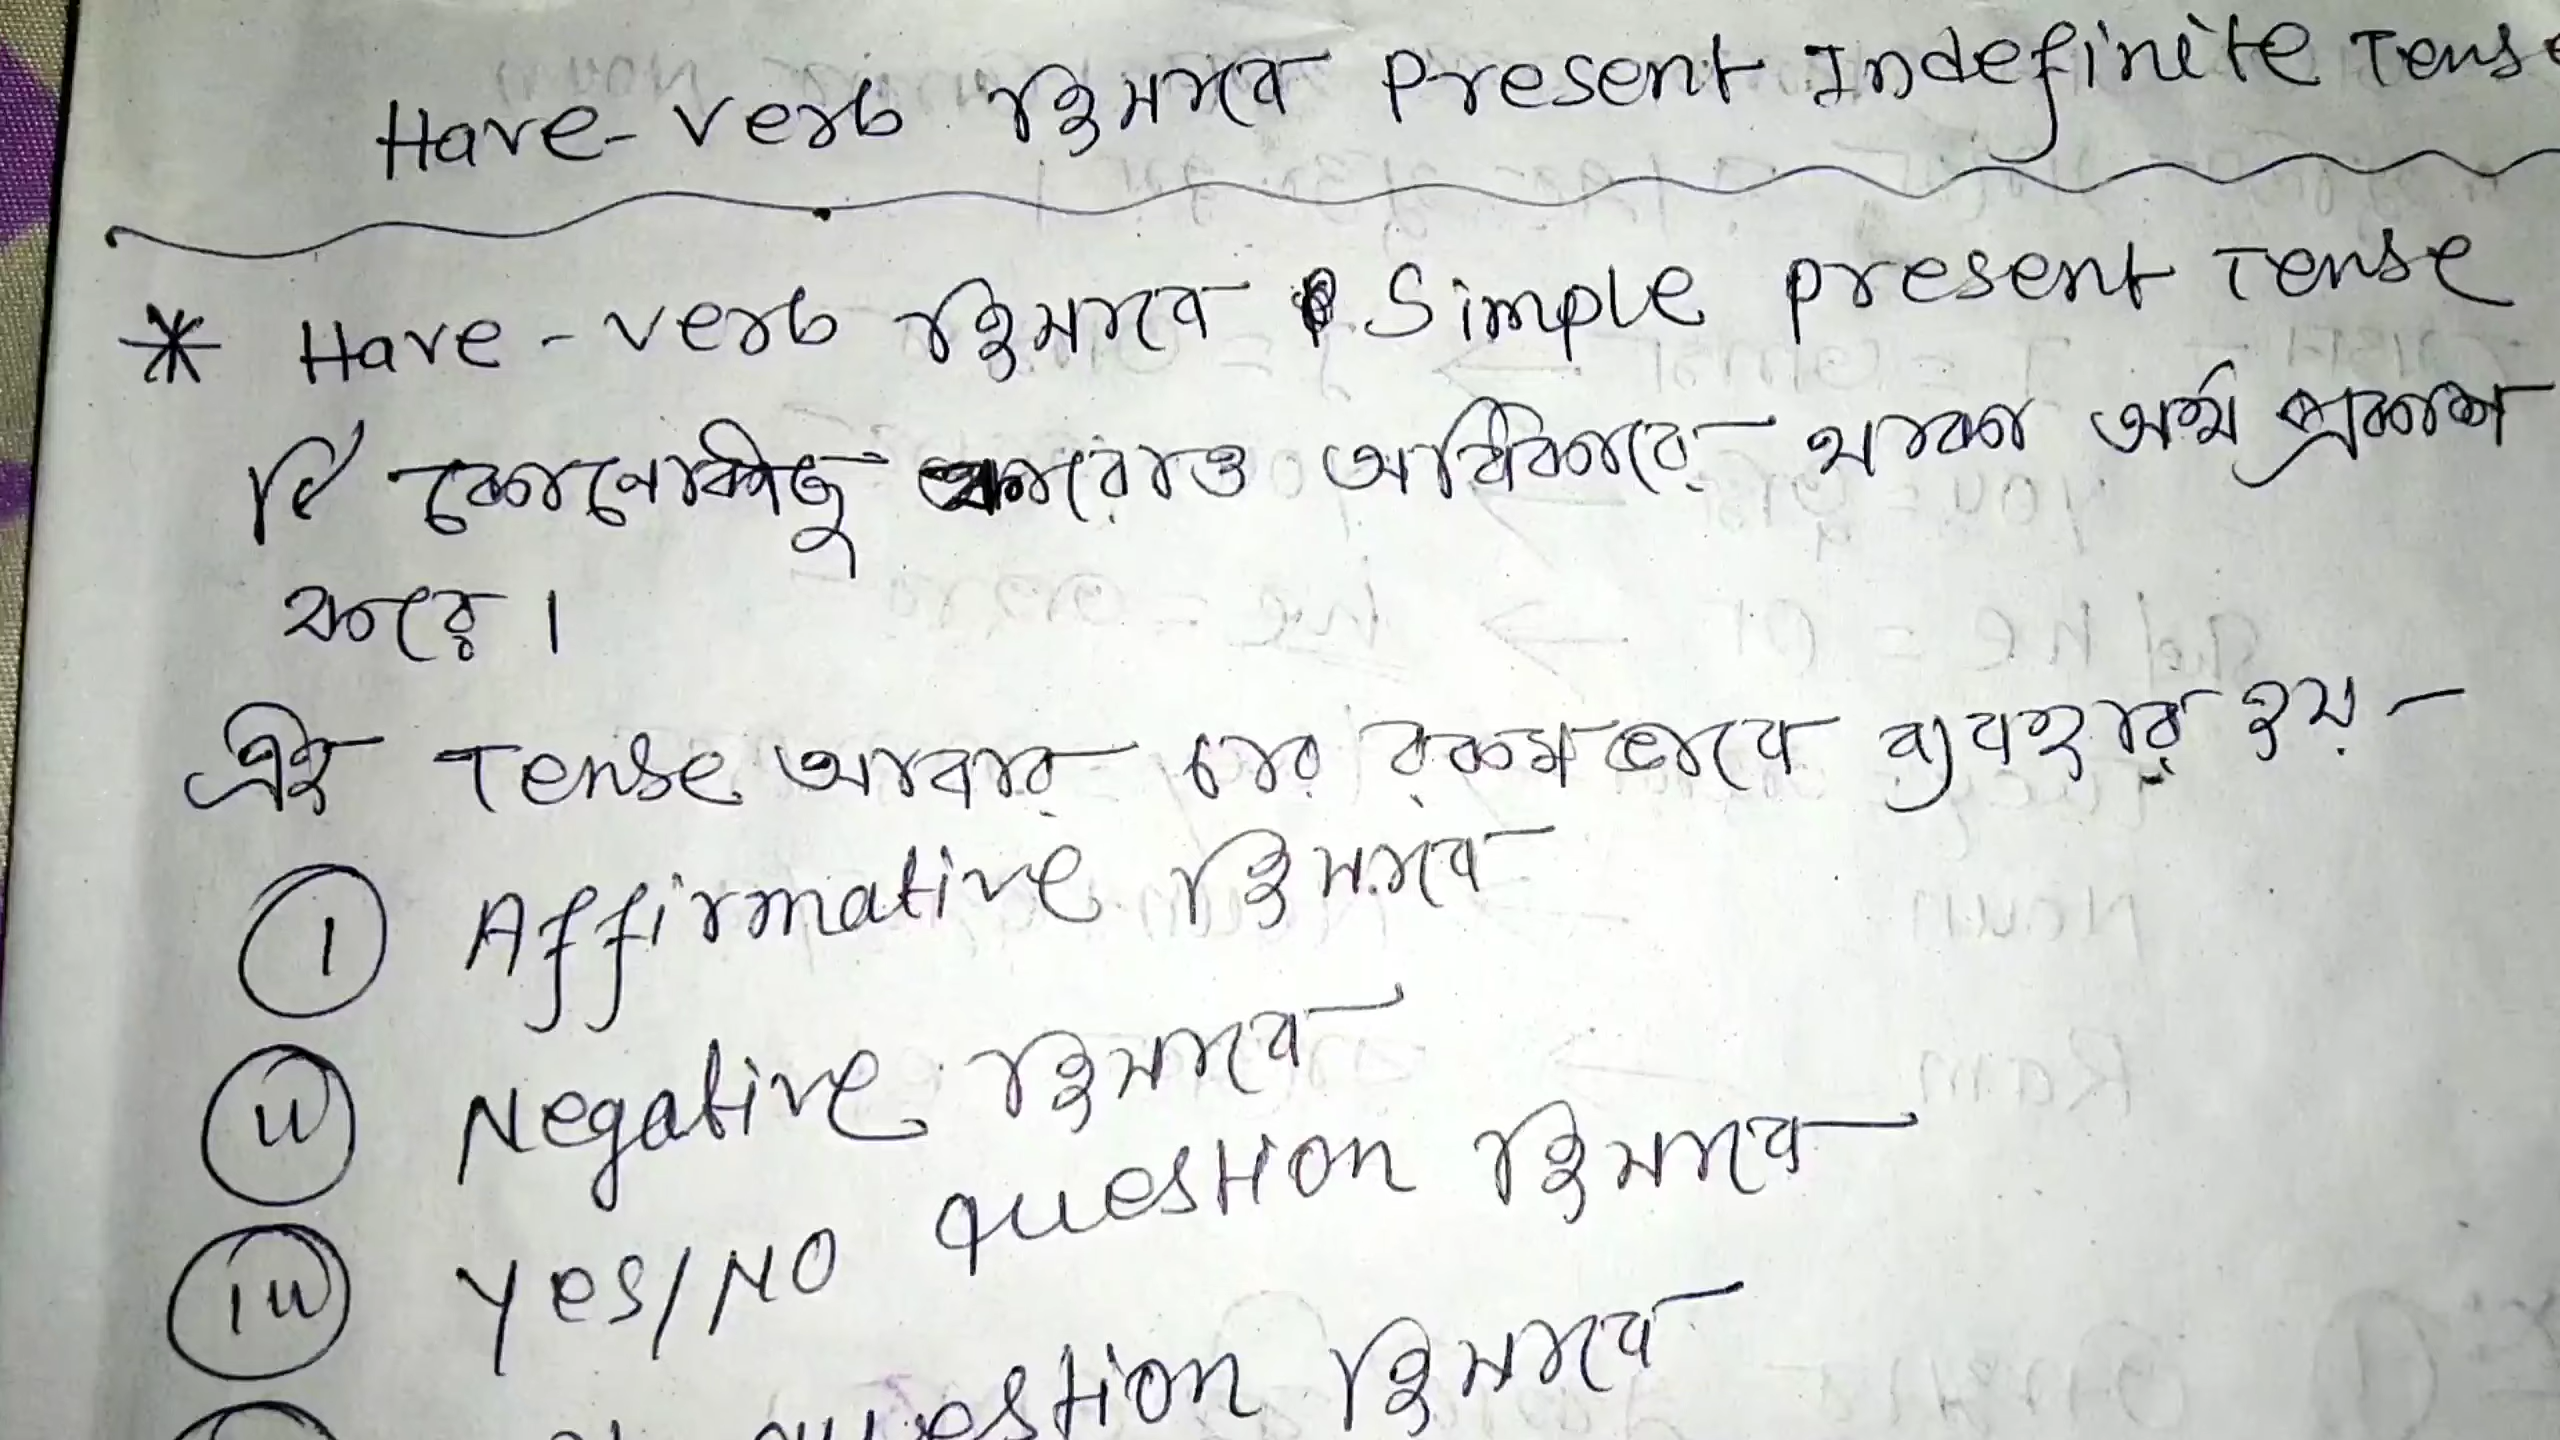 Have-verb হিসাবে Present Indefinite Tense
* Have-verb হিসাবে Simple Present Tense
টি কোনোকিছু কারোও অধিকারে থাকা অর্থ প্রকাশ
করে।
এই Tense আবার চার রকমভাবে ব্যবহার হয় -
(i) Affirmative হিসাবে
(ii) Negative হিসাবে
(iii) Yes/NO question হিসাবে
question হিসাবে